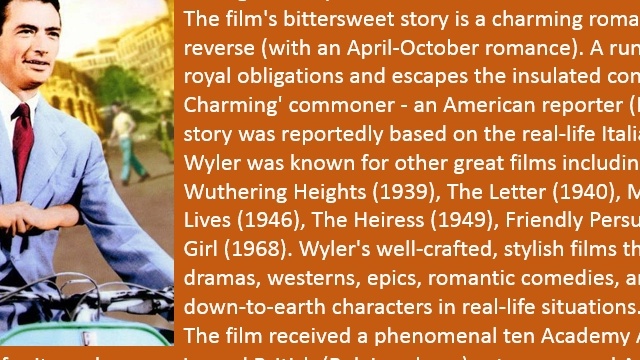 The film's bittersweet story is a charming roma
reverse (with an April-October romance). A run
royal obligations and escapes the insulated con
Charming' commoner - an American reporter (
story was reportedly based on the real-life Itali
Wyler was known for other great films includin
Wuthering Heights (1939), The Letter (1940), M
Lives (1946), The Heiress (1949), Friendly Persu
Girl (1968). Wyler's well-crafted, stylish films th
dramas, westerns, epics, romantic comedies, a
down-to-earth characters in real-life situations.
The film received a phenomenal ten Academy A